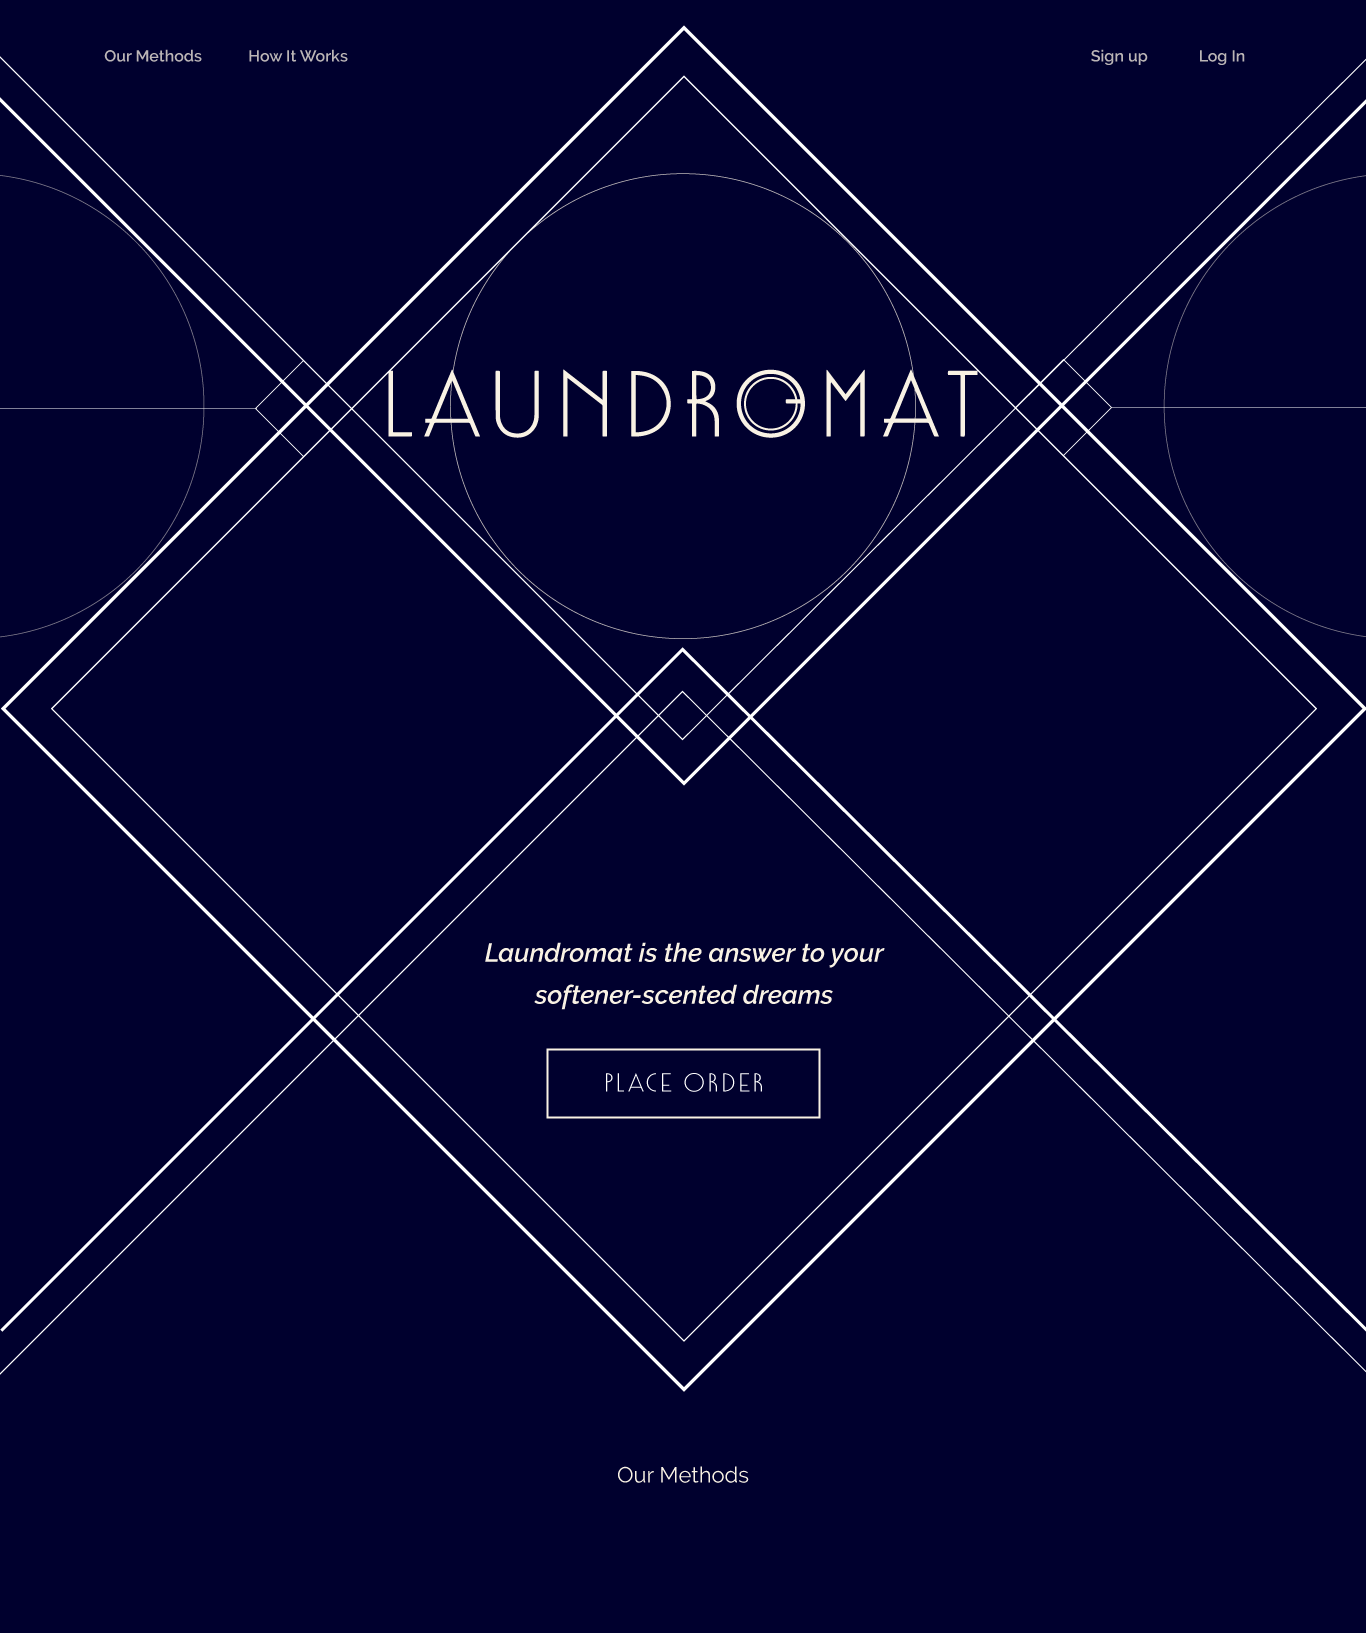 Our Methods How It Works Sign up Log In
LAUNDROMAT
Laundromat is the answer to your
softener-scented dreams
PLACE ORDER
Our Methods